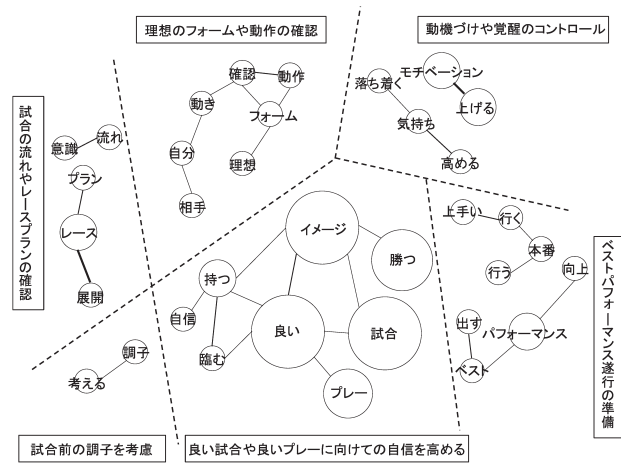 理想のフォームや動作の確認
動機づけや覚醒のコントロール
試合の流れやレースプランの確認
意識
流れ
プラン
レース
展開
確認
動作
動き
フォーム
自分
理想
相手
落ち着く
モチベーション
上げる
気持ち
高める
上手い
行く
本番
行う
向上
出す
パフォーマンス
ベスト
ベストパフォーマンス遂行の準備
イメージ
勝つ
持つ
自信
良い
試合
臨む
プレー
調子
考える
試合前の調子を考慮
良い試合や良いプレーに向けての自信を高める